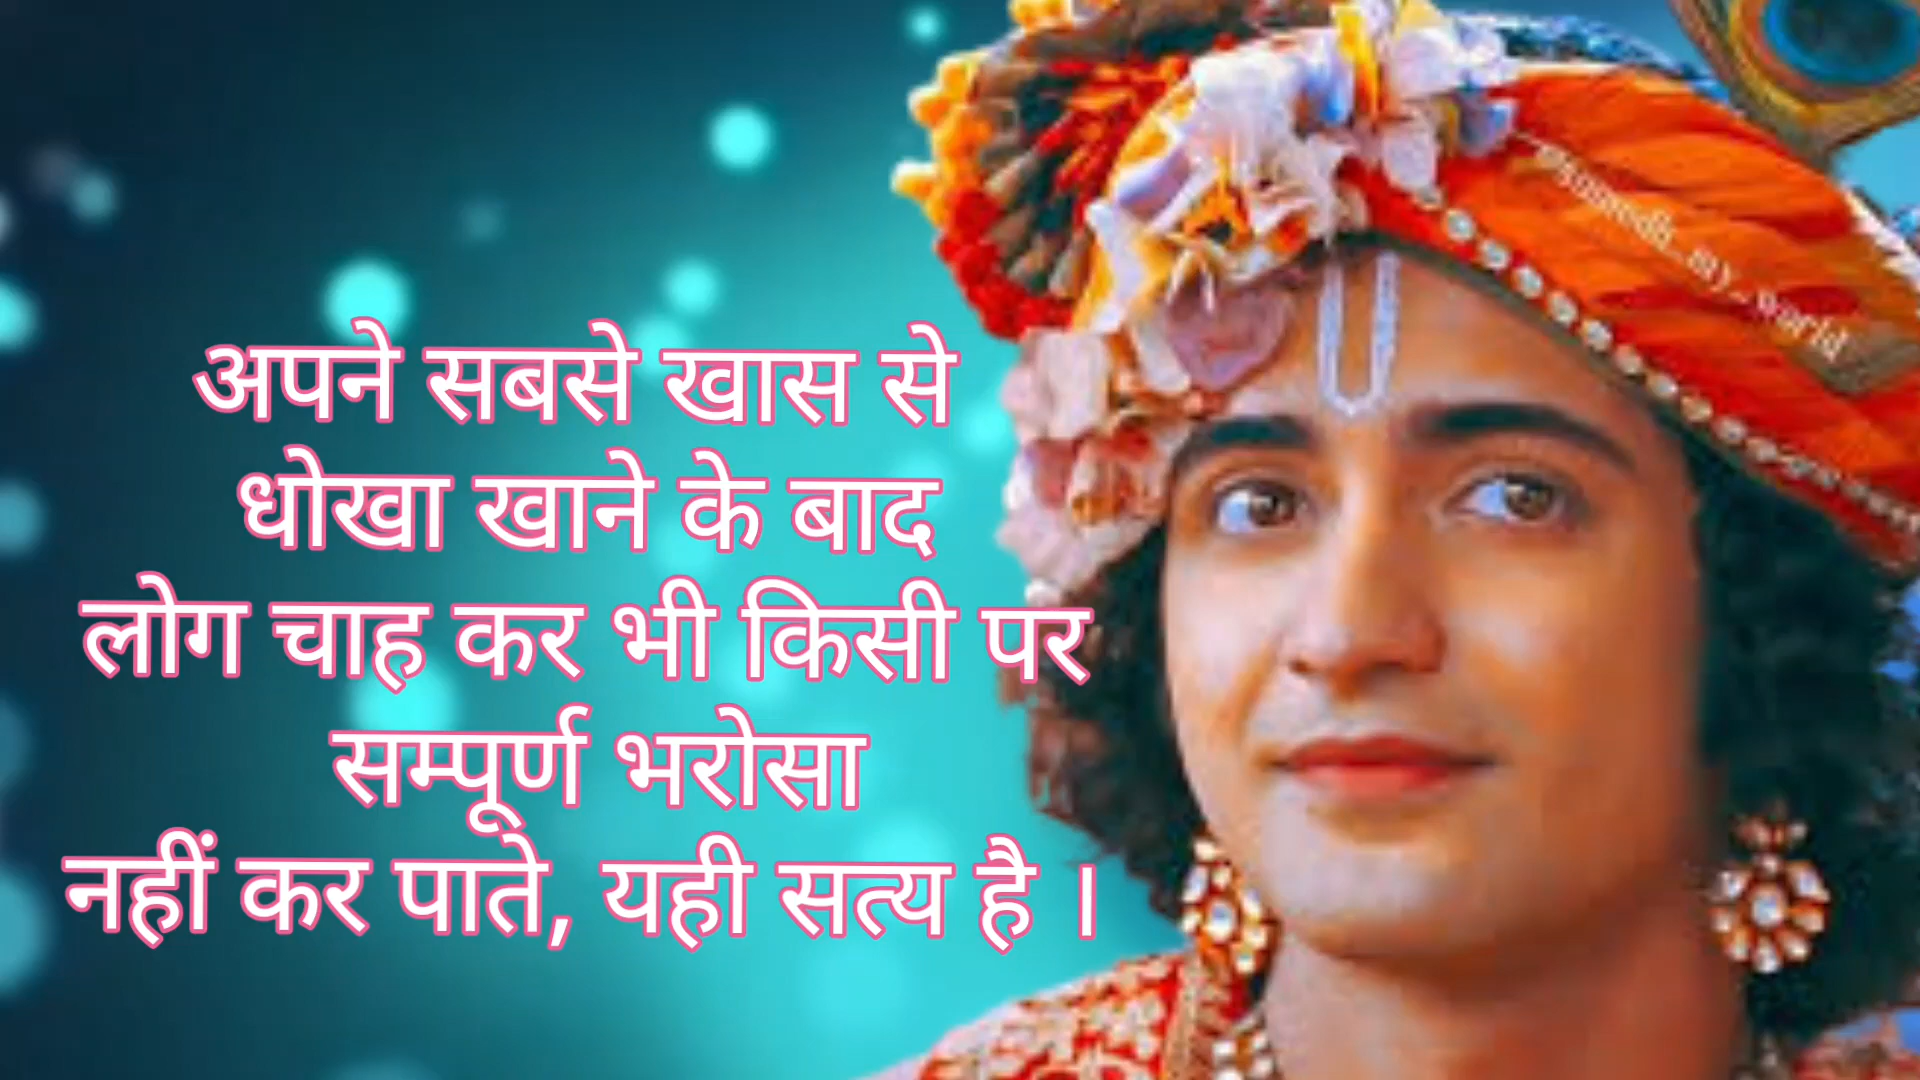 अपने सबसे खास से
धोखा खाने के बाद
लोग चाह कर भी किसी पर
सम्पूर्ण भरोसा
नहीं कर पाते, यही सत्य है ।